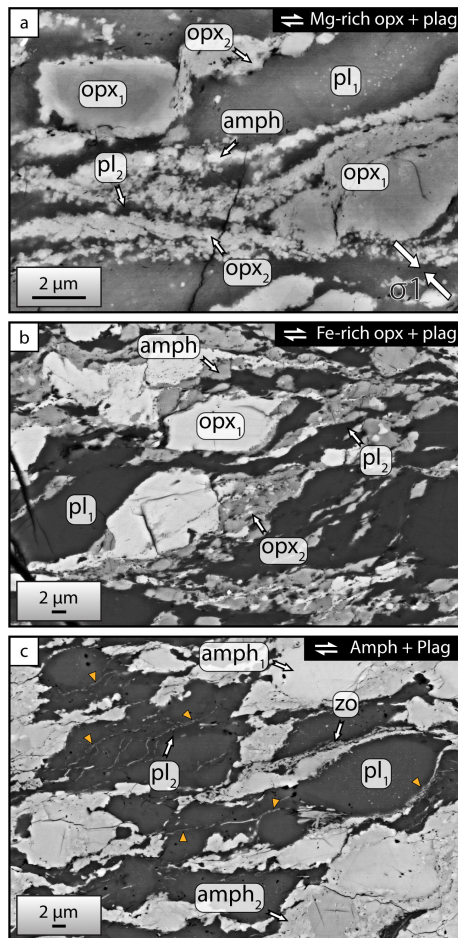 a
⇌ Mg-rich opx + plag
opx₂
opx₁
pl₁
amph
pl₂
opx₁
opx₂
σ1
2 µm
b
⇌ Fe-rich opx + plag
amph
opx₁
pl₂
pl₁
opx₂
2 µm
c
⇌ Amph + Plag
amph₁
zo
pl₂
pl₁
amph₂
2 µm